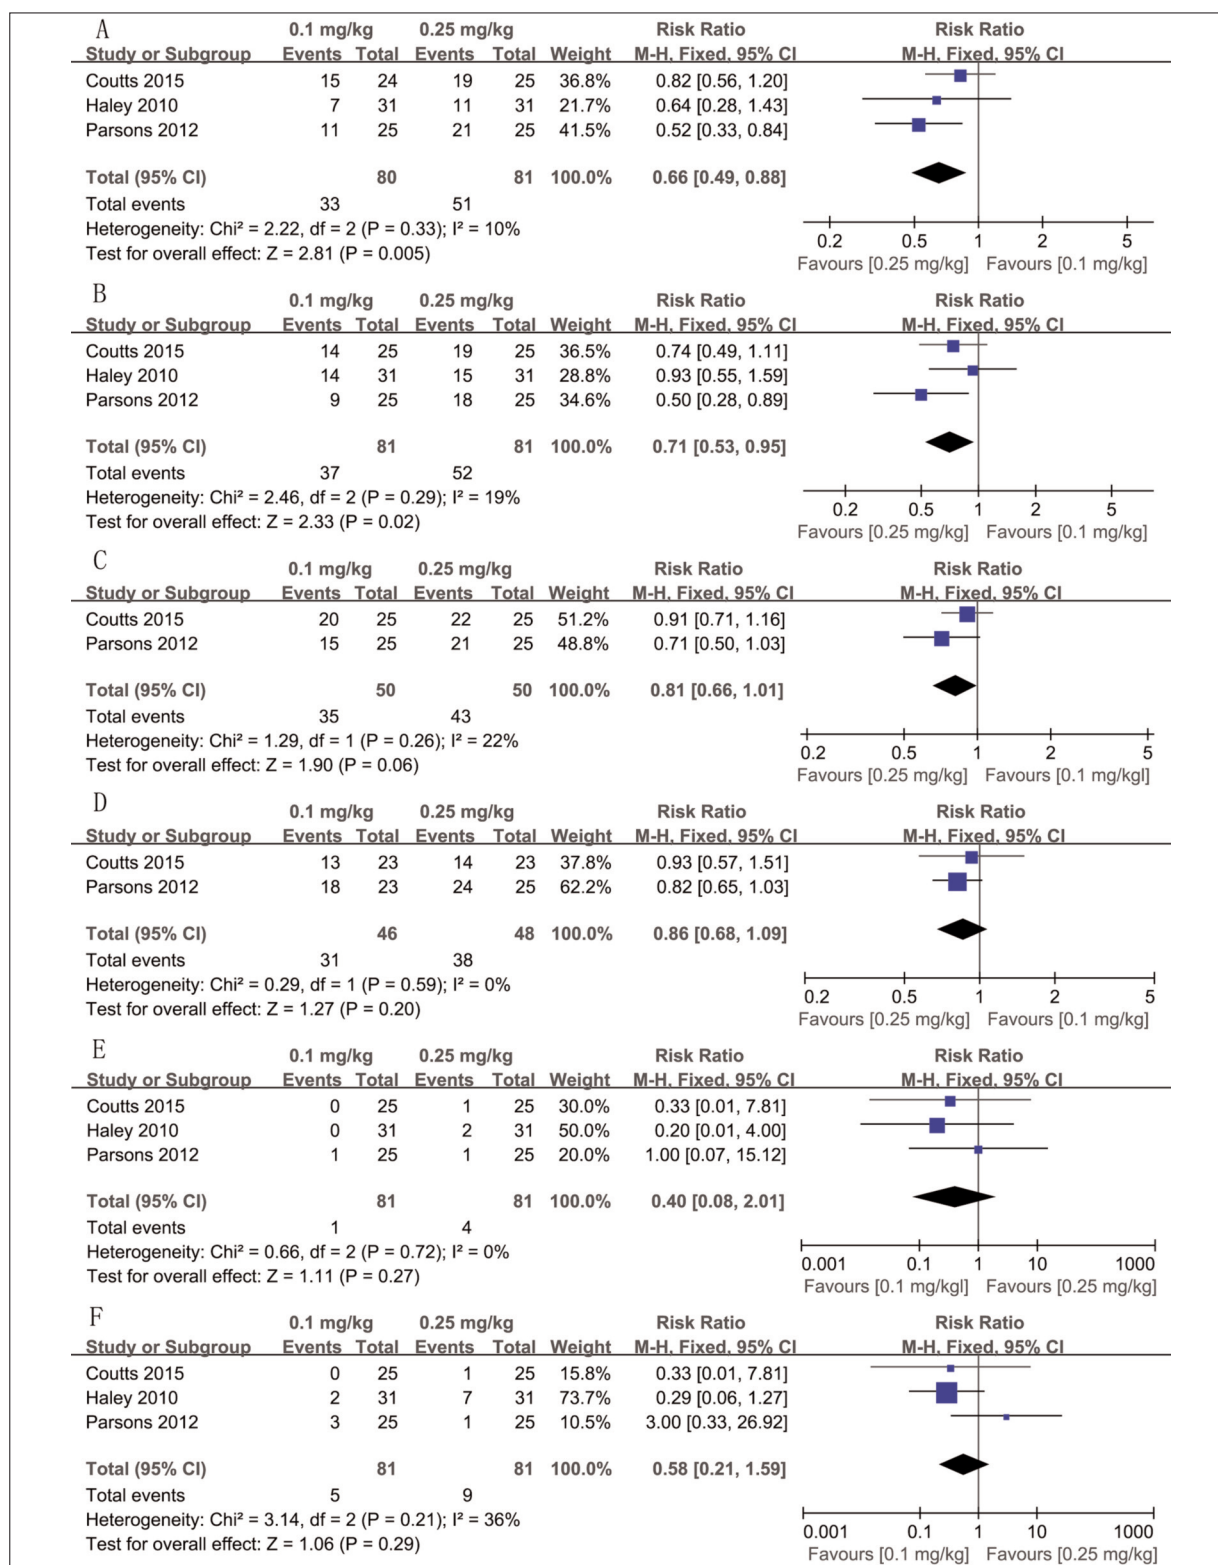 A
0.1 mg/kg 0.25 mg/kg Risk Ratio Risk Ratio
Study or Subgroup Events Total Events Total Weight M-H, Fixed, 95% CI M-H, Fixed, 95% CI
Coutts 2015 15 24 19 25 36.8% 0.82 [0.56, 1.20]
Haley 2010 7 31 11 31 21.7% 0.64 [0.28, 1.43]
Parsons 2012 11 25 21 25 41.5% 0.52 [0.33, 0.84]
Total (95% CI) 80 81 100.0% 0.66 [0.49, 0.88]
Total events 33 51
Heterogeneity: Chi² = 2.22, df = 2 (P = 0.33); I² = 10%
Test for overall effect: Z = 2.81 (P = 0.005)
0.2 0.5 1 2 5
Favours [0.25 mg/kg] Favours [0.1 mg/kg]
B
0.1 mg/kg 0.25 mg/kg Risk Ratio Risk Ratio
Study or Subgroup Events Total Events Total Weight M-H, Fixed, 95% CI M-H, Fixed, 95% CI
Coutts 2015 14 25 19 25 36.5% 0.74 [0.49, 1.11]
Haley 2010 14 31 15 31 28.8% 0.93 [0.55, 1.59]
Parsons 2012 9 25 18 25 34.6% 0.50 [0.28, 0.89]
Total (95% CI) 81 81 100.0% 0.71 [0.53, 0.95]
Total events 37 52
Heterogeneity: Chi² = 2.46, df = 2 (P = 0.29); I² = 19%
Test for overall effect: Z = 2.33 (P = 0.02)
0.2 0.5 1 2 5
Favours [0.25 mg/kg] Favours [0.1 mg/kg]
C
0.1 mg/kg 0.25 mg/kg Risk Ratio Risk Ratio
Study or Subgroup Events Total Events Total Weight M-H, Fixed, 95% CI M-H, Fixed, 95% CI
Coutts 2015 20 25 22 25 51.2% 0.91 [0.71, 1.16]
Parsons 2012 15 25 21 25 48.8% 0.71 [0.50, 1.03]
Total (95% CI) 50 50 100.0% 0.81 [0.66, 1.01]
Total events 35 43
Heterogeneity: Chi² = 1.29, df = 1 (P = 0.26); I² = 22%
Test for overall effect: Z = 1.90 (P = 0.06)
0.2 0.5 1 2 5
Favours [0.25 mg/kg] Favours [0.1 mg/kgl]
D
0.1 mg/kg 0.25 mg/kg Risk Ratio Risk Ratio
Study or Subgroup Events Total Events Total Weight M-H, Fixed, 95% CI M-H, Fixed, 95% CI
Coutts 2015 13 23 14 23 37.8% 0.93 [0.57, 1.51]
Parsons 2012 18 23 24 25 62.2% 0.82 [0.65, 1.03]
Total (95% CI) 46 48 100.0% 0.86 [0.68, 1.09]
Total events 31 38
Heterogeneity: Chi² = 0.29, df = 1 (P = 0.59); I² = 0%
Test for overall effect: Z = 1.27 (P = 0.20)
0.2 0.5 1 2 5
Favours [0.25 mg/kg] Favours [0.1 mg/kg]
E
0.1 mg/kg 0.25 mg/kg Risk Ratio Risk Ratio
Study or Subgroup Events Total Events Total Weight M-H, Fixed, 95% CI M-H, Fixed, 95% CI
Coutts 2015 0 25 1 25 30.0% 0.33 [0.01, 7.81]
Haley 2010 0 31 2 31 50.0% 0.20 [0.01, 4.00]
Parsons 2012 1 25 1 25 20.0% 1.00 [0.07, 15.12]
Total (95% CI) 81 81 100.0% 0.40 [0.08, 2.01]
Total events 1 4
Heterogeneity: Chi² = 0.66, df = 2 (P = 0.72); I² = 0%
Test for overall effect: Z = 1.11 (P = 0.27)
0.001 0.1 1 10 1000
Favours [0.1 mg/kgl] Favours [0.25 mg/kg]
F
0.1 mg/kg 0.25 mg/kg Risk Ratio Risk Ratio
Study or Subgroup Events Total Events Total Weight M-H, Fixed, 95% CI M-H, Fixed, 95% CI
Coutts 2015 0 25 1 25 15.8% 0.33 [0.01, 7.81]
Haley 2010 2 31 7 31 73.7% 0.29 [0.06, 1.27]
Parsons 2012 3 25 1 25 10.5% 3.00 [0.33, 26.92]
Total (95% CI) 81 81 100.0% 0.58 [0.21, 1.59]
Total events 5 9
Heterogeneity: Chi² = 3.14, df = 2 (P = 0.21); I² = 36%
Test for overall effect: Z = 1.06 (P = 0.29)
0.001 0.1 1 10 1000
Favours [0.1 mg/kg] Favours [0.25 mg/kg]